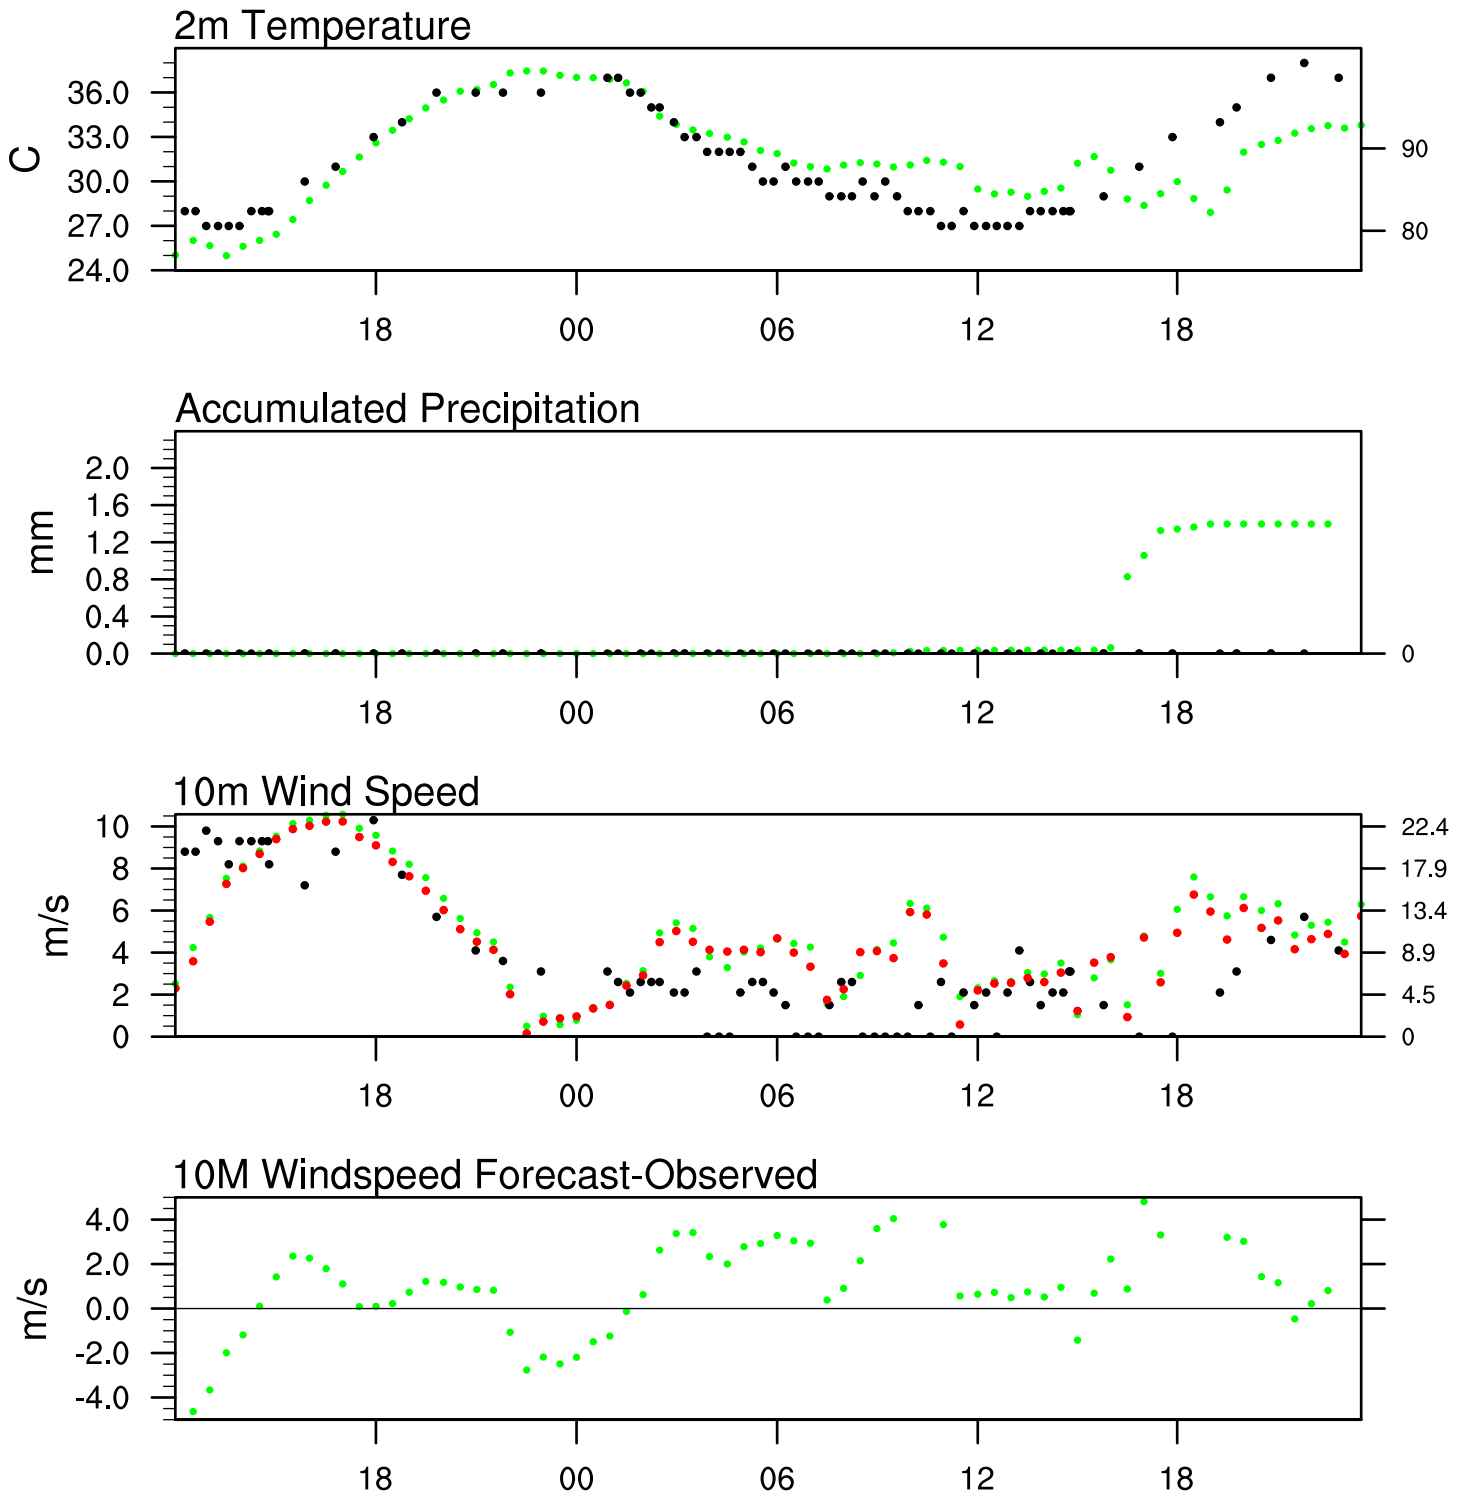 2m Temperature
36.0
33.0
30.0
27.0
24.0
C
90
80
18 00 06 12 18
Accumulated Precipitation
2.0
1.6
1.2
0.8
0.4
0.0
mm
0
18 00 06 12 18
10m Wind Speed
10
8
6
4
2
0
m/s
22.4
17.9
13.4
8.9
4.5
0
18 00 06 12 18
10M Windspeed Forecast-Observed
4.0
2.0
0.0
-2.0
-4.0
m/s
18 00 06 12 18